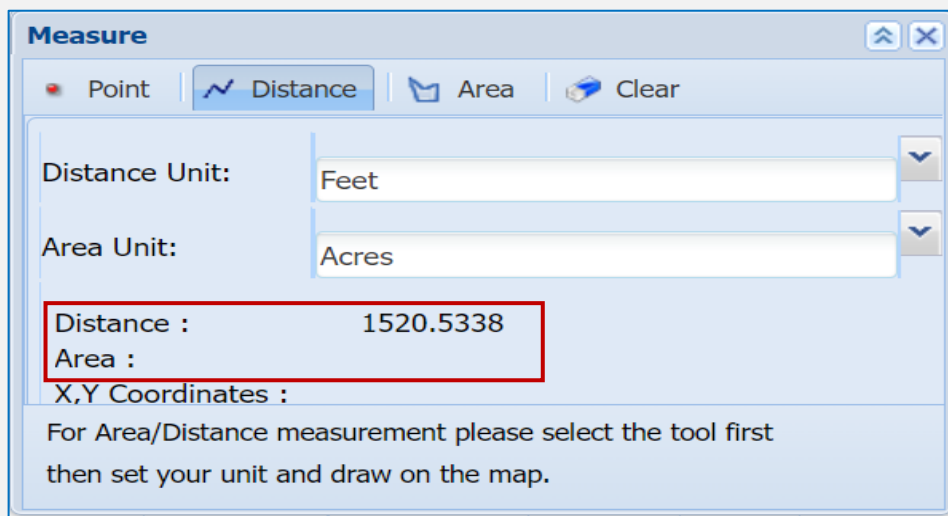 Measure
Point Distance Area Clear
Distance Unit: Feet
Area Unit: Acres
Distance : 1520.5338
Area :
X,Y Coordinates :
For Area/Distance measurement please select the tool first
then set your unit and draw on the map.